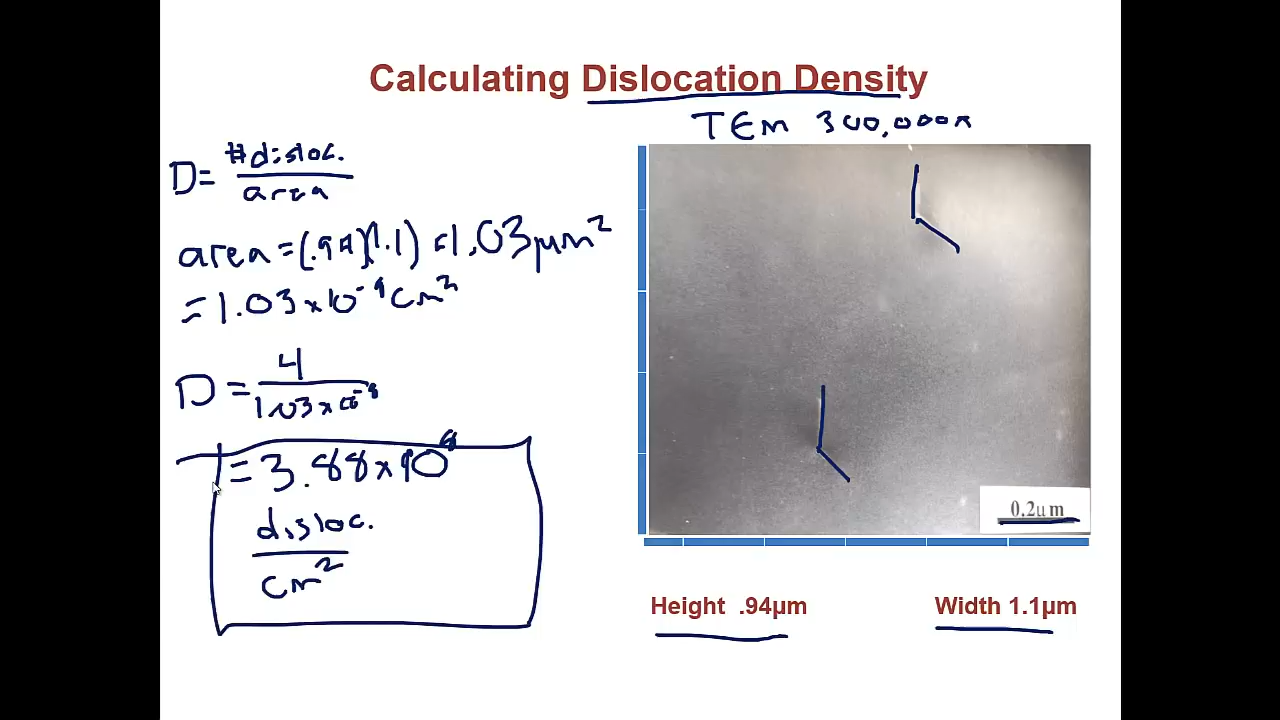 Calculating Dislocation Density
TEM 300,000x
D = #disloc. / area
area = (.94)(1.1) = 1.03 μm²
= 1.03 x 10⁻⁸ cm²
D = 4 / 1.03 x 10⁻⁸
= 3.88 x 10⁸
disloc. / cm²
0.2um
Height .94μm
Width 1.1μm